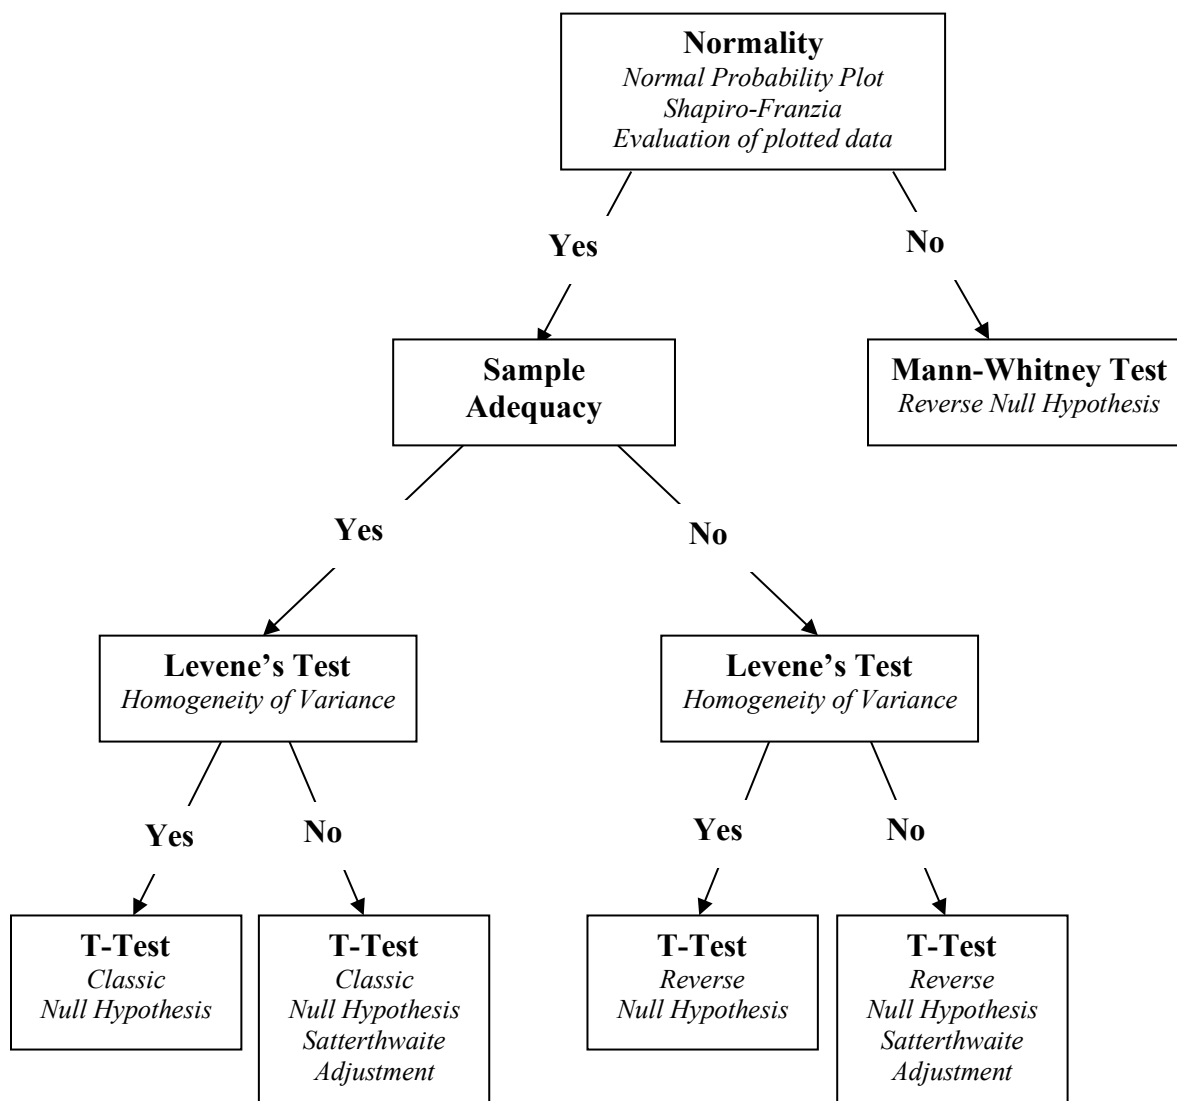 Normality
Normal Probability Plot
Shapiro-Franzia
Evaluation of plotted data
Yes
No
Sample
Adequacy
Mann-Whitney Test
Reverse Null Hypothesis
Yes
No
Levene’s Test
Homogeneity of Variance
Levene’s Test
Homogeneity of Variance
Yes
No
Yes
No
T-Test
Classic
Null Hypothesis
T-Test
Classic
Null Hypothesis
Satterthwaite
Adjustment
T-Test
Reverse
Null Hypothesis
T-Test
Reverse
Null Hypothesis
Satterthwaite
Adjustment